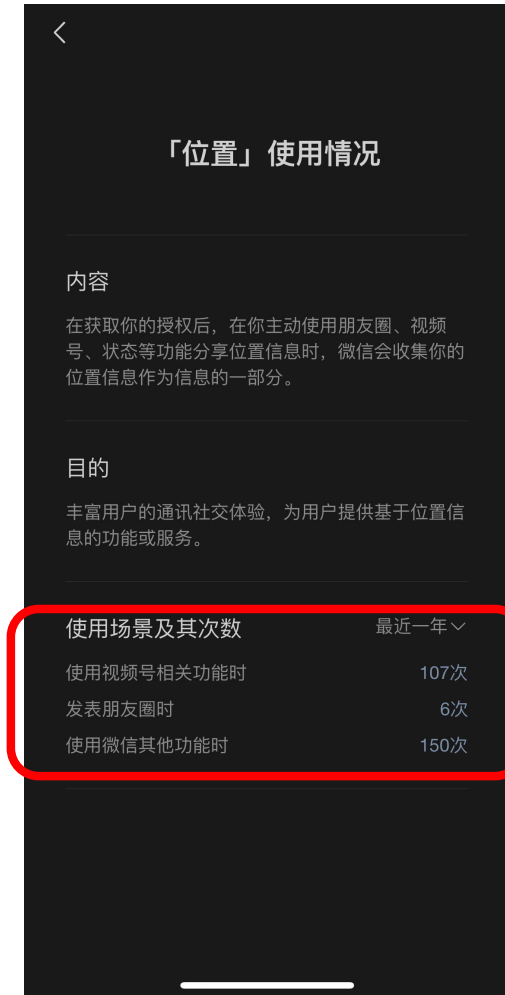 「位置」使用情况
内容
在获取你的授权后，在你主动使用朋友圈、视频
号、状态等功能分享位置信息时，微信会收集你的
位置信息作为信息的一部分。
目的
丰富用户的通讯社交体验，为用户提供基于位置信
息的功能或服务。
使用场景及其次数 最近一年
使用视频号相关功能时 107次
发表朋友圈时 6次
使用微信其他功能时 150次